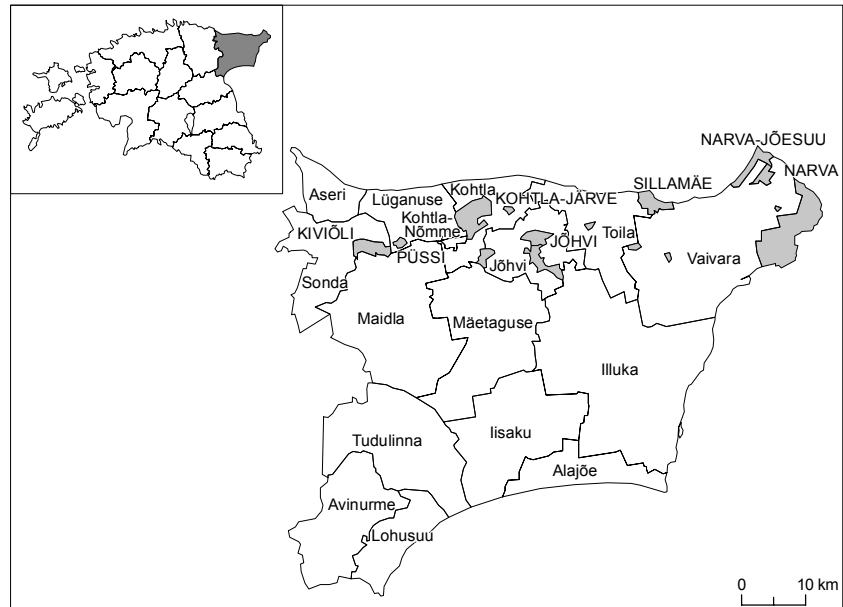 NARVA-JÕESUU
NARVA
SILLAMÄE
Aseri
Lüganuse
Kohtla
KOHTLA-JÄRVE
Kohtla-
Nõmme
KIVIÕLI
PÜSSI
Jõhvi
JÕHVI
Toila
Vaivara
Sonda
Maidla
Mäetaguse
Illuka
Tudulinna
Iisaku
Alajõe
Avinurme
Lohusuu
0 10 km